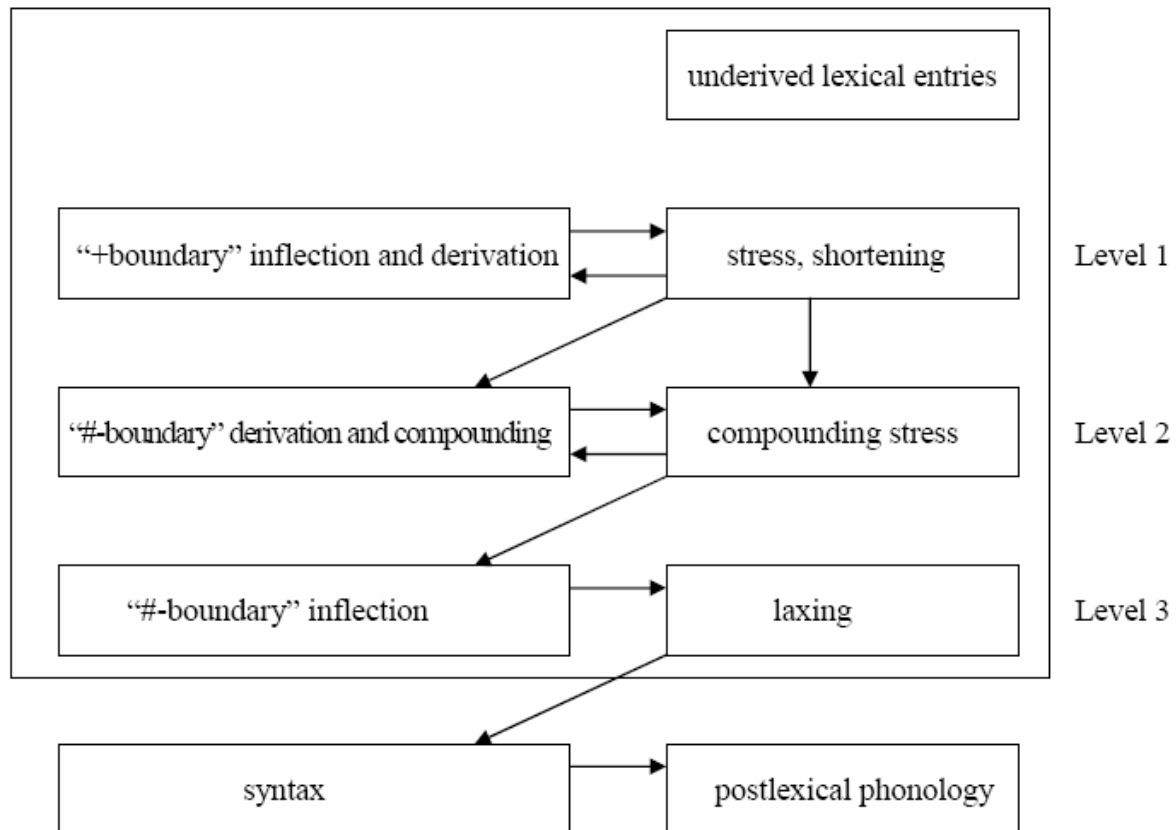 underived lexical entries
“+boundary” inflection and derivation
stress, shortening
Level 1
“#-boundary” derivation and compounding
compounding stress
Level 2
“#-boundary” inflection
laxing
Level 3
syntax
postlexical phonology